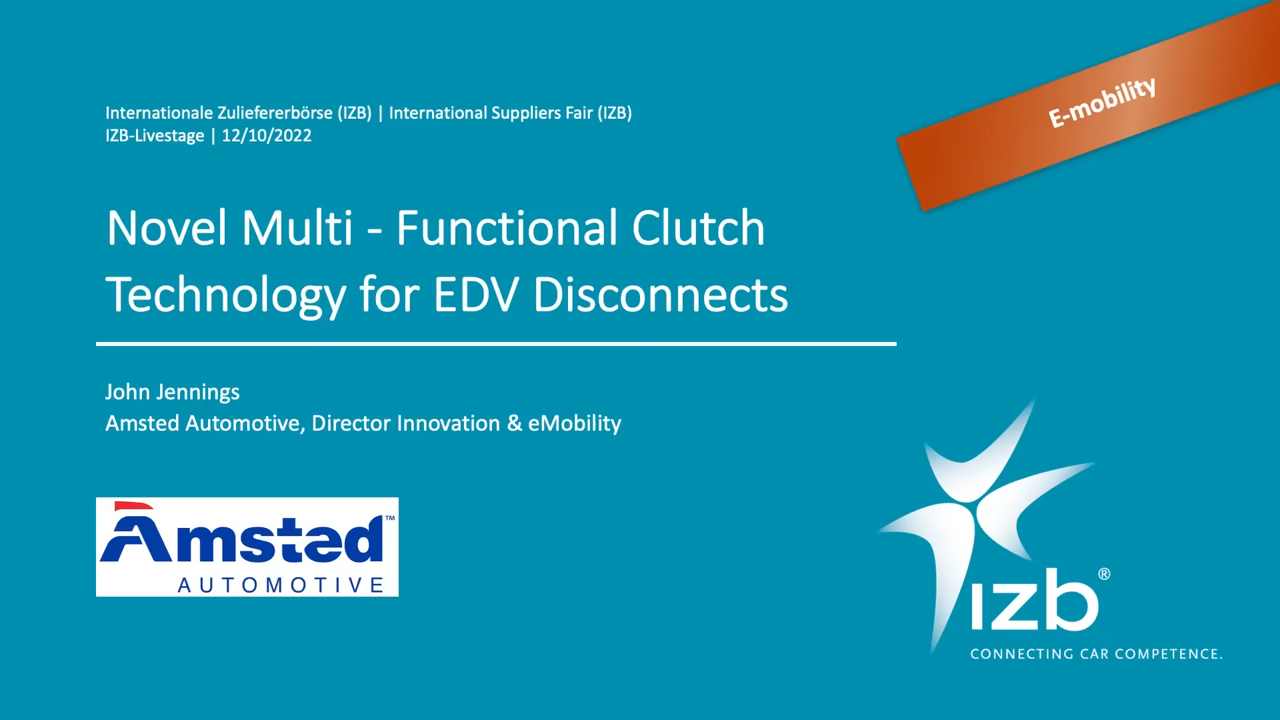 Internationale Zuliefererbörse (IZB) | International Suppliers Fair (IZB)
IZB-Livestage | 12/10/2022
E-mobility
Novel Multi - Functional Clutch
Technology for EDV Disconnects
John Jennings
Amsted Automotive, Director Innovation & eMobility
Amsted™
AUTOMOTIVE
izb®
CONNECTING CAR COMPETENCE.